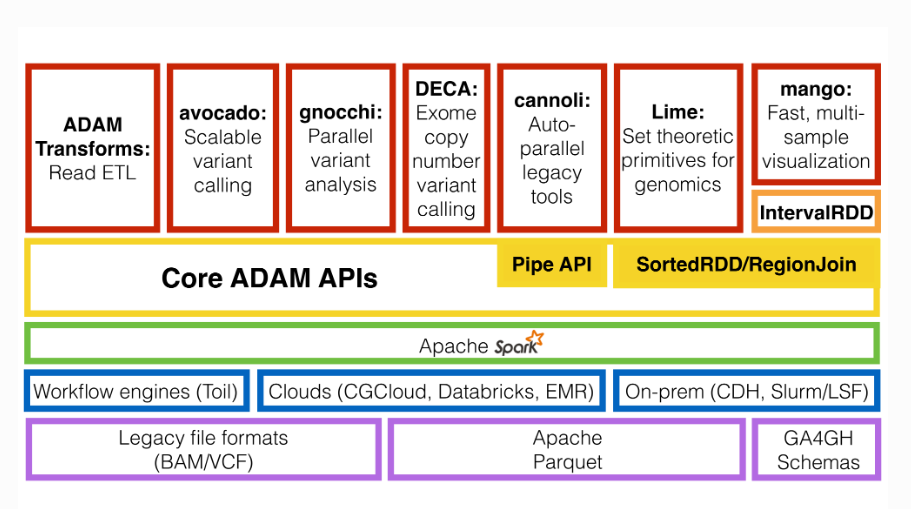 ADAM
Transforms:
Read ETL
avocado:
Scalable
variant
calling
gnocchi:
Parallel
variant
analysis
DECA:
Exome
copy
number
variant
calling
cannoli:
Auto-
parallel
legacy
tools
Lime:
Set theoretic
primitives for
genomics
mango:
Fast, multi-
sample
visualization
IntervalRDD
Core ADAM APIs
Pipe API
SortedRDD/RegionJoin
Apache Spark
Workflow engines (Toil)
Clouds (CGCloud, Databricks, EMR)
On-prem (CDH, Slurm/LSF)
Legacy file formats
(BAM/VCF)
Apache
Parquet
GA4GH
Schemas